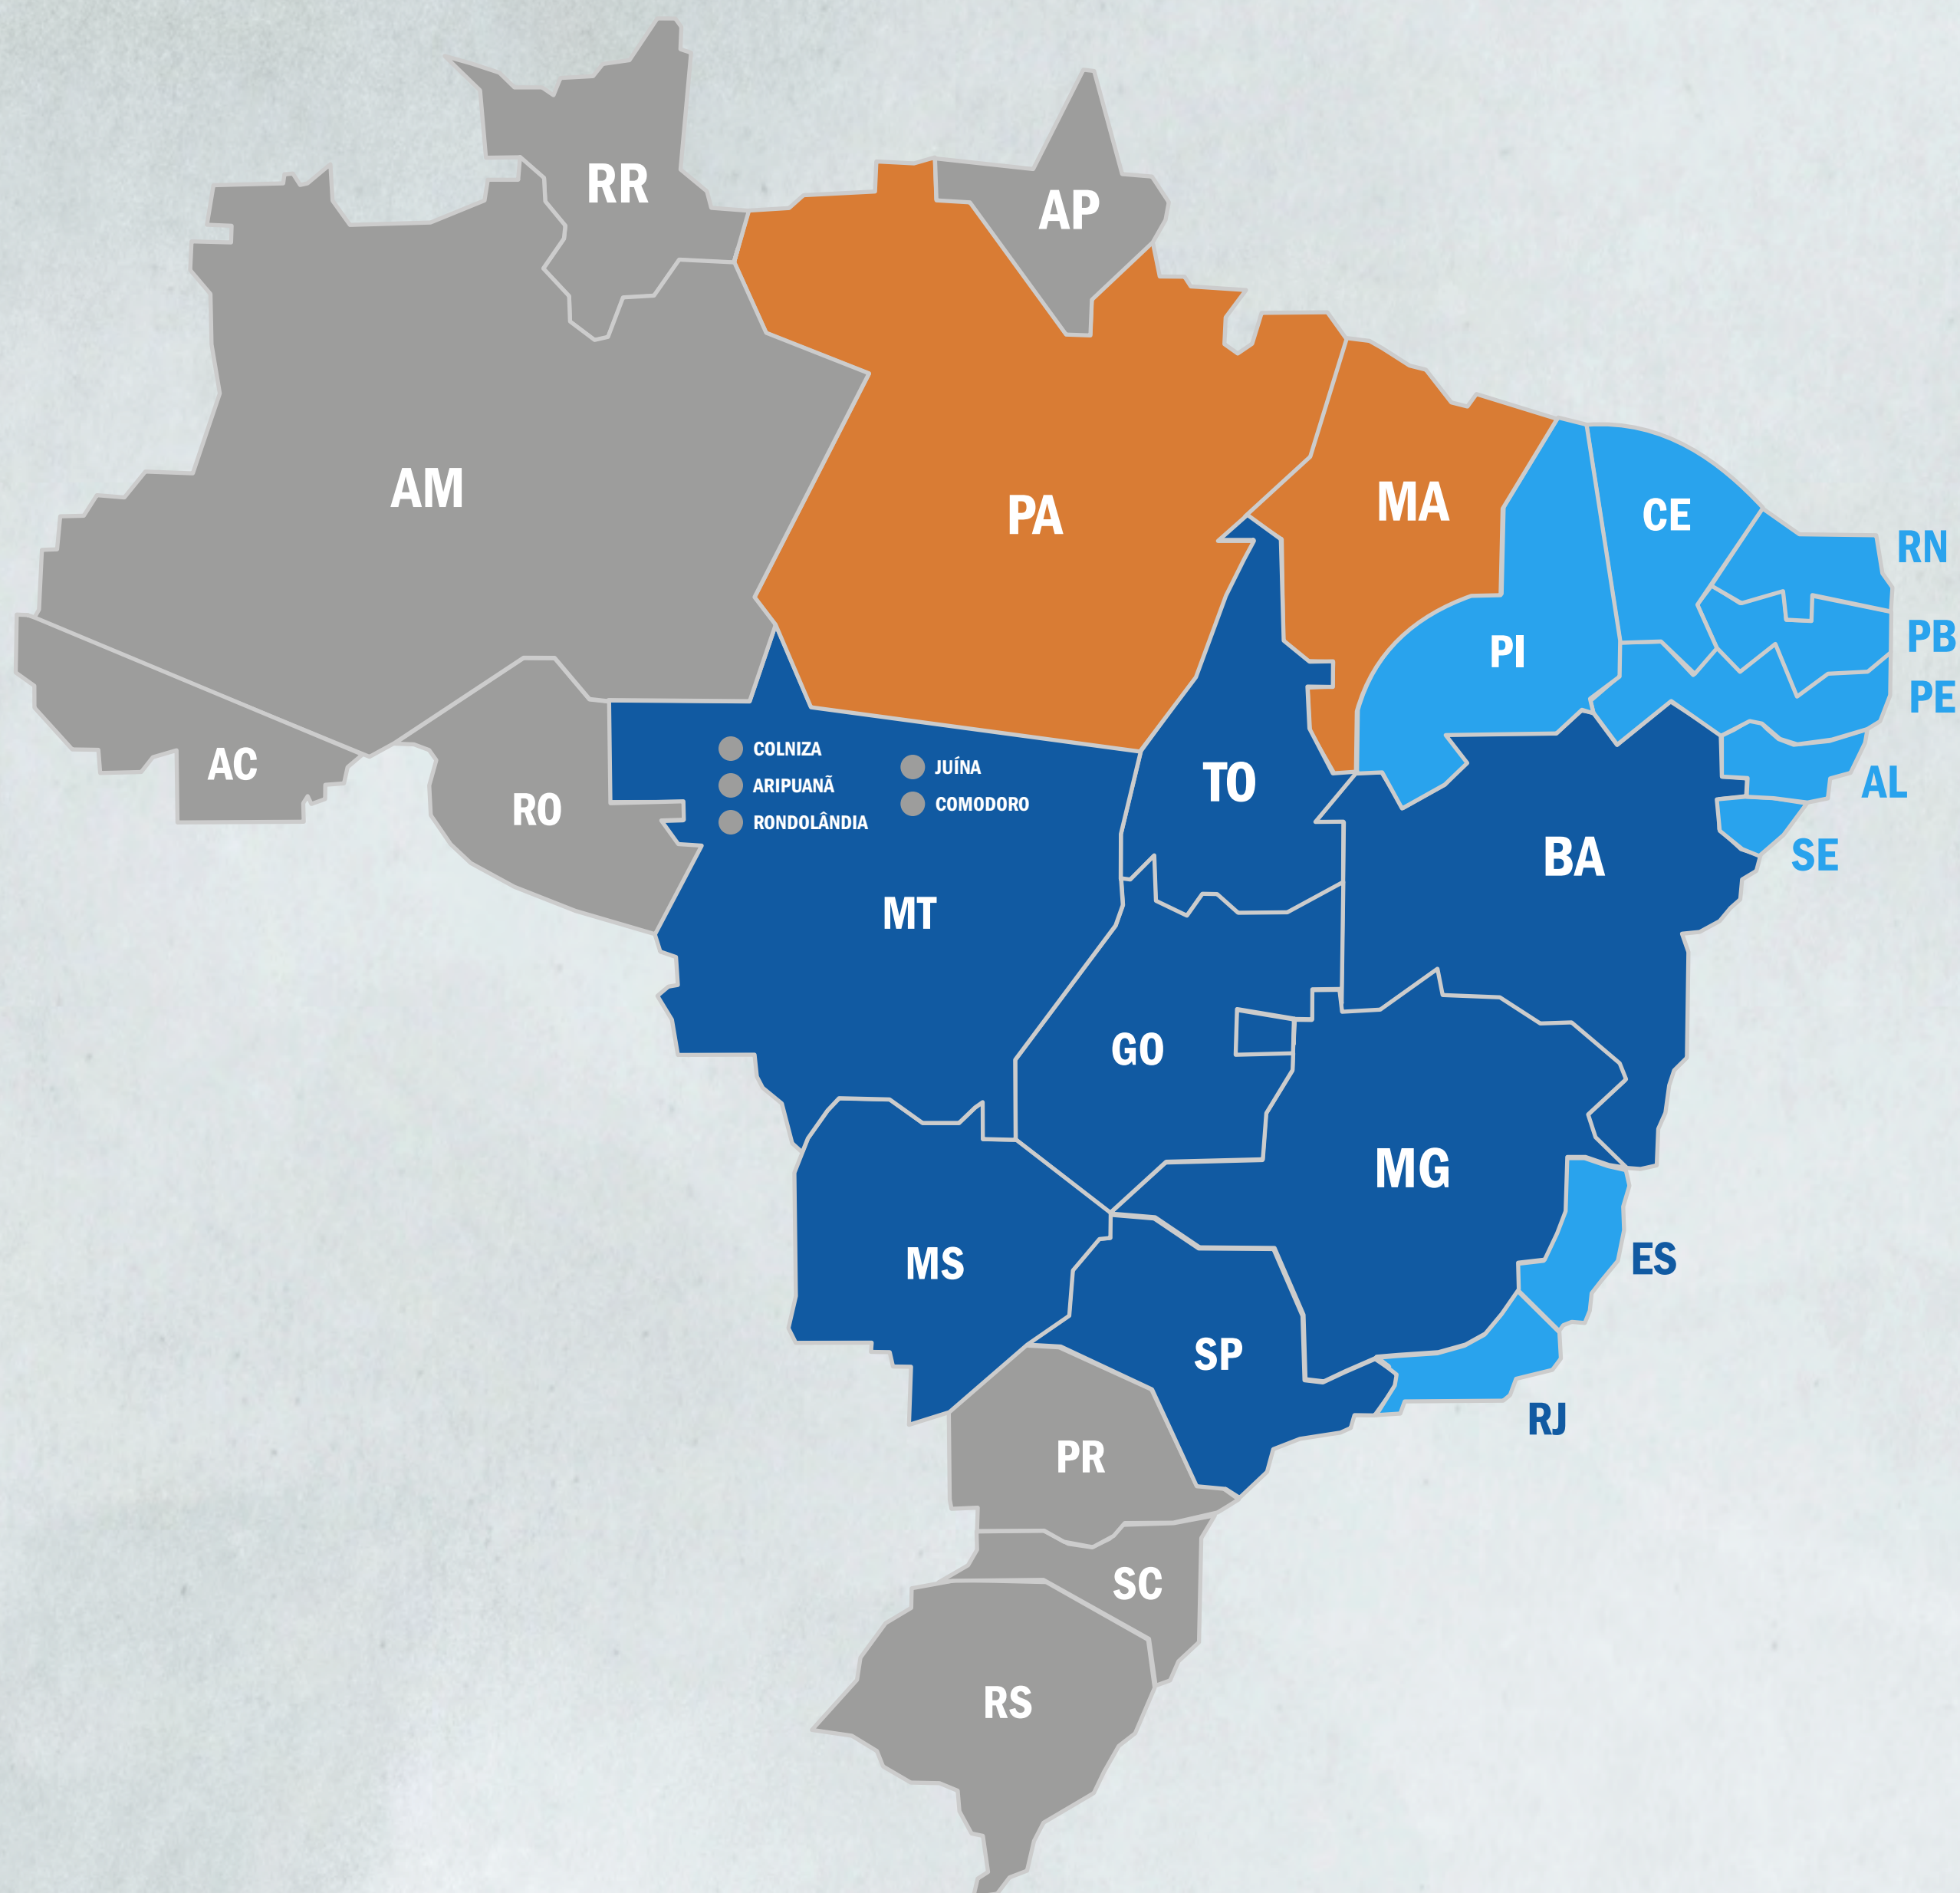 RR
AP
AM
PA
MA
CE
RN
PB
PI
PE
AC
RO
COLNIZA
ARIPUANÃ
RONDOLÂNDIA
JUÍNA
COMODORO
TO
AL
SE
BA
MT
GO
MG
ES
MS
SP
RJ
PR
SC
RS